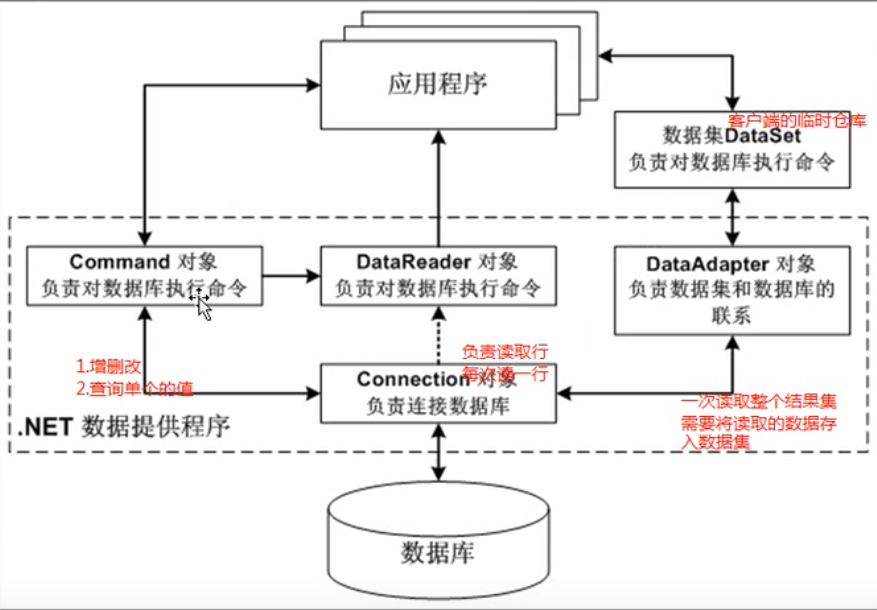 应用程序
客户端的临时仓库
数据集DataSet
负责对数据库执行命令
Command 对象
负责对数据库执行命令
DataReader 对象
负责对数据库执行命令
DataAdapter 对象
负责数据集和数据库的
联系
1.增删改
2.查询单个的值
负责读取行
每次读一行
Connection 对象
负责连接数据库
一次读取整个结果集
需要将读取的数据存
入数据集
.NET 数据提供程序
数据库